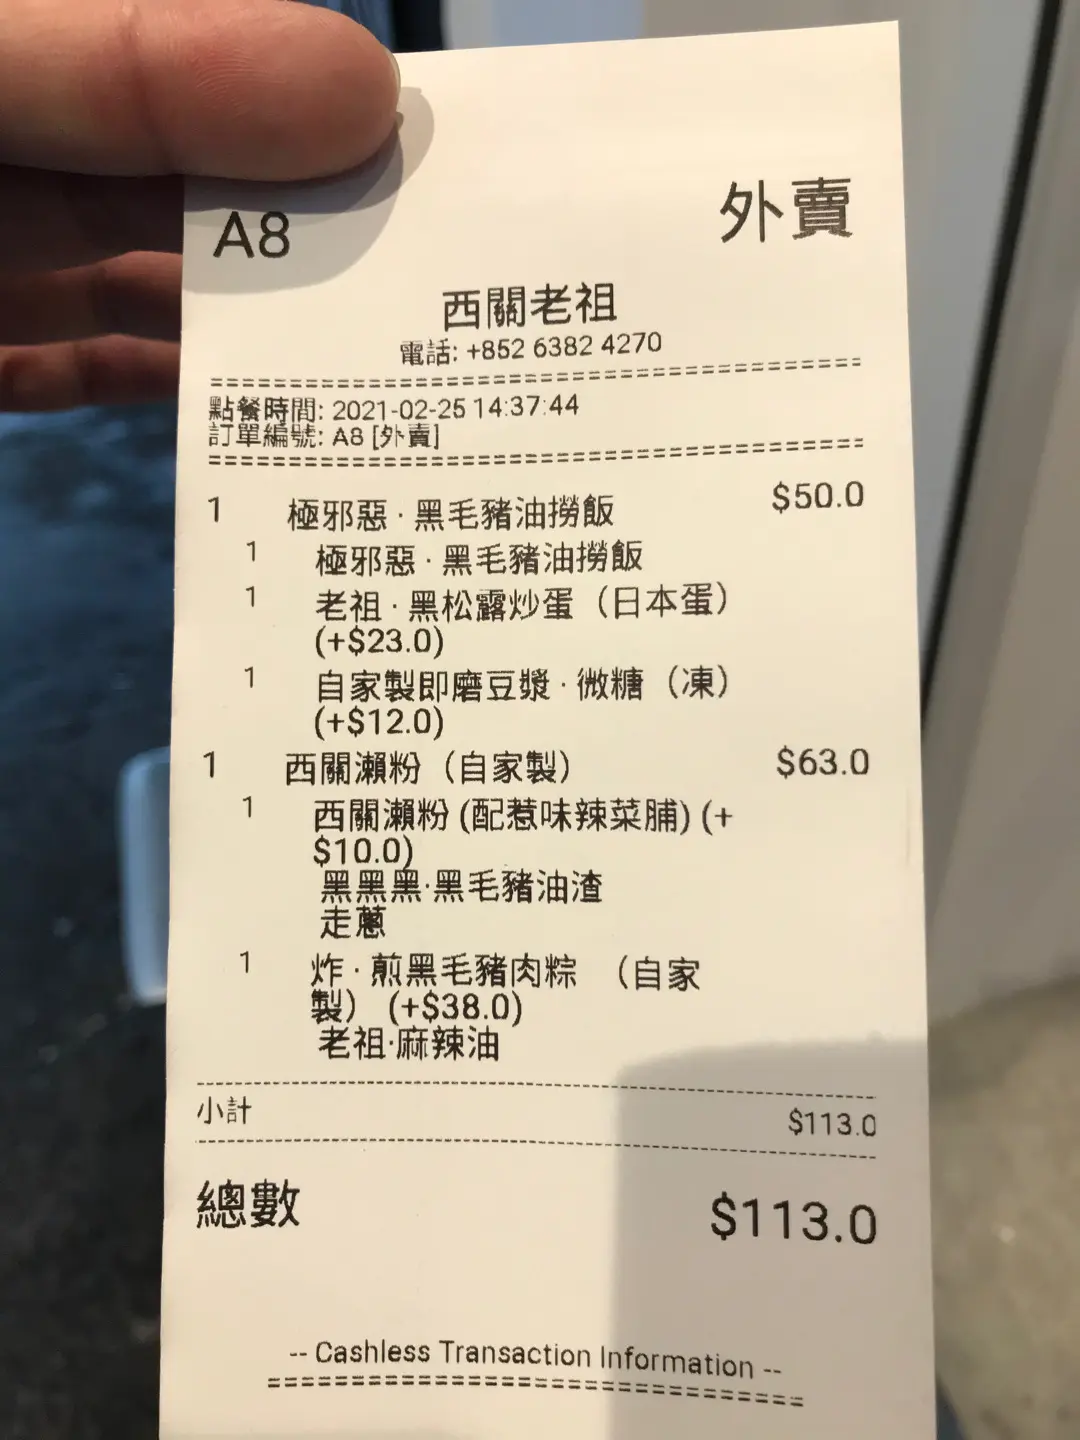 A8
外賣
西關老祖
電話: +852 6382 4270
==========================================
點餐時間: 2021-02-25 14:37:44
訂單編號: A8 [外賣]
==========================================
1 極邪惡 · 黑毛豬油撈飯 $50.0
1 極邪惡 · 黑毛豬油撈飯
1 老祖 · 黑松露炒蛋（日本蛋）
(+$23.0)
1 自家製即磨豆漿 · 微糖（凍）
(+$12.0)
1 西關瀨粉（自家製） $63.0
1 西關瀨粉 (配惹味辣菜脯) (+
$10.0)
黑黑黑·黑毛豬油渣
走蔥
1 炸 · 煎黑毛豬肉粽 （自家
製） (+$38.0)
老祖·麻辣油
小計 $113.0
總數 $113.0
-- Cashless Transaction Information --
==================================